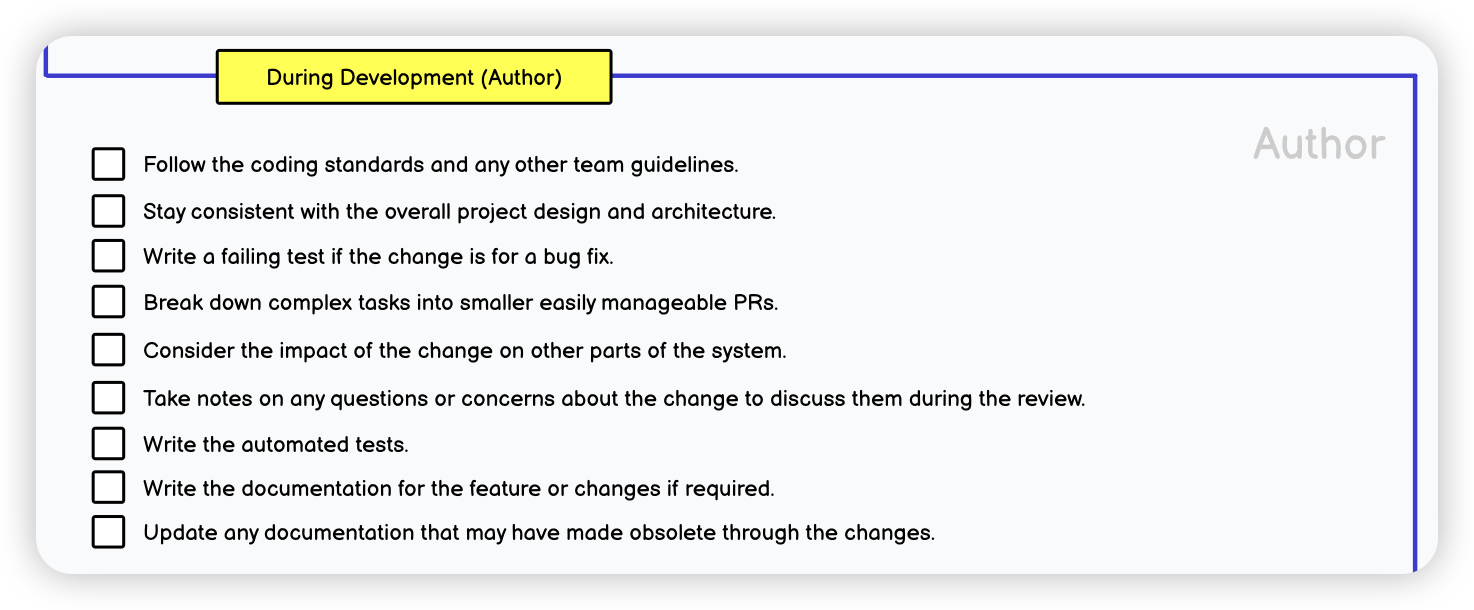 During Development (Author)
Author
Follow the coding standards and any other team guidelines.
Stay consistent with the overall project design and architecture.
Write a failing test if the change is for a bug fix.
Break down complex tasks into smaller easily manageable PRs.
Consider the impact of the change on other parts of the system.
Take notes on any questions or concerns about the change to discuss them during the review.
Write the automated tests.
Write the documentation for the feature or changes if required.
Update any documentation that may have made obsolete through the changes.